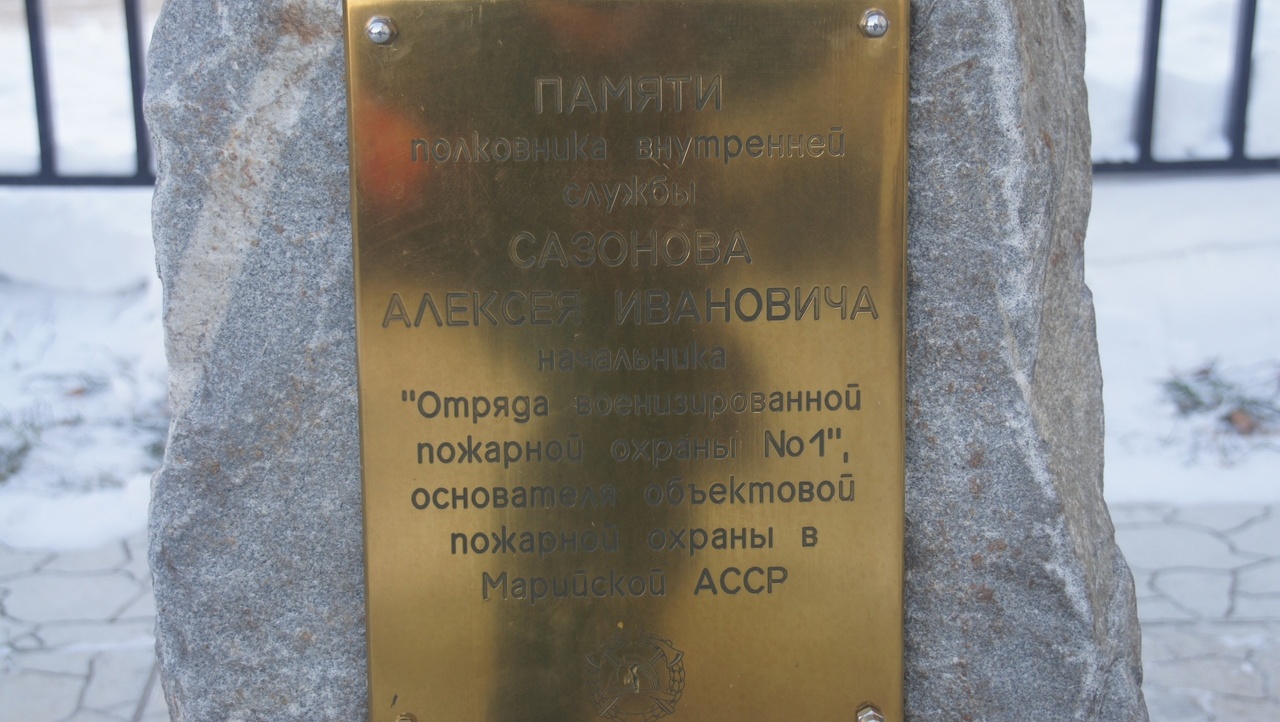 ПАМЯТИ
полковника внутренней
службы
САЗОНОВА
АЛЕКСЕЯ ИВАНОВИЧА
начальника
"Отряда военизированной
пожарной охраны №1",
основателя объектовой
пожарной охраны в
Марийской АССР